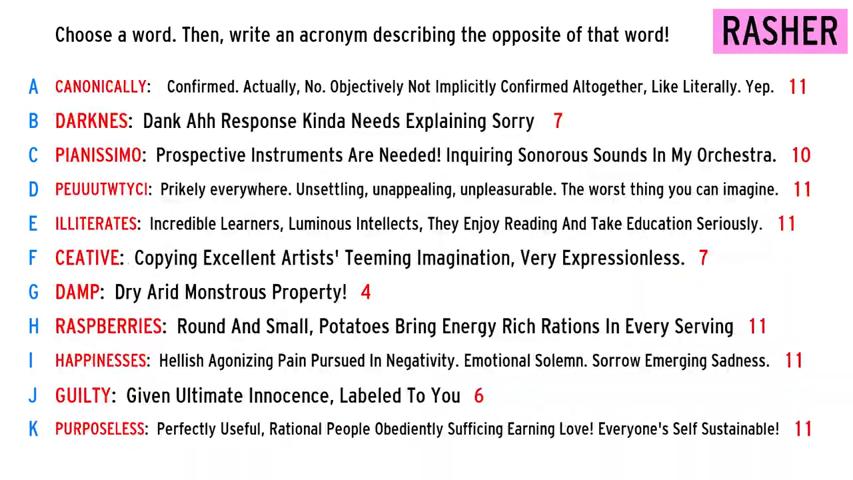 Choose a word. Then, write an acronym describing the opposite of that word!
RASHER
A CANONICALLY: Confirmed. Actually, No. Objectively Not Implicitly Confirmed Altogether, Like Literally. Yep. 11
B DARKNES: Dank Ahh Response Kinda Needs Explaining Sorry 7
C PIANISSIMO: Prospective Instruments Are Needed! Inquiring Sonorous Sounds In My Orchestra. 10
D PEUUUTWTYCI: Prikely everywhere. Unsettling, unappealing, unpleasurable. The worst thing you can imagine. 11
E ILLITERATES: Incredible Learners, Luminous Intellects, They Enjoy Reading And Take Education Seriously. 11
F CEATIVE: Copying Excellent Artists' Teeming Imagination, Very Expressionless. 7
G DAMP: Dry Arid Monstrous Property! 4
H RASPBERRIES: Round And Small, Potatoes Bring Energy Rich Rations In Every Serving 11
I HAPPINESSES: Hellish Agonizing Pain Pursued In Negativity. Emotional Solemn. Sorrow Emerging Sadness. 11
J GUILTY: Given Ultimate Innocence, Labeled To You 6
K PURPOSELESS: Perfectly Useful, Rational People Obediently Sufficing Earning Love! Everyone's Self Sustainable! 11